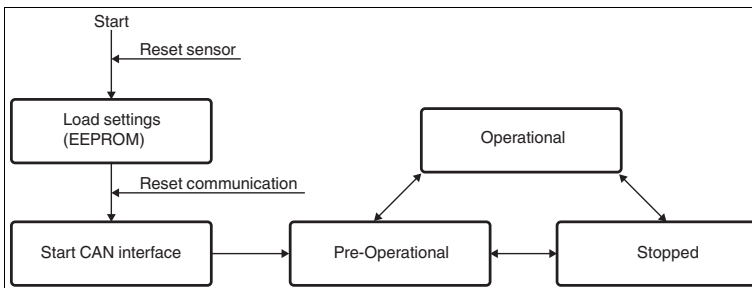 Start
Reset sensor
Load settings
(EEPROM)
Operational
Reset communication
Start CAN interface
Pre-Operational
Stopped